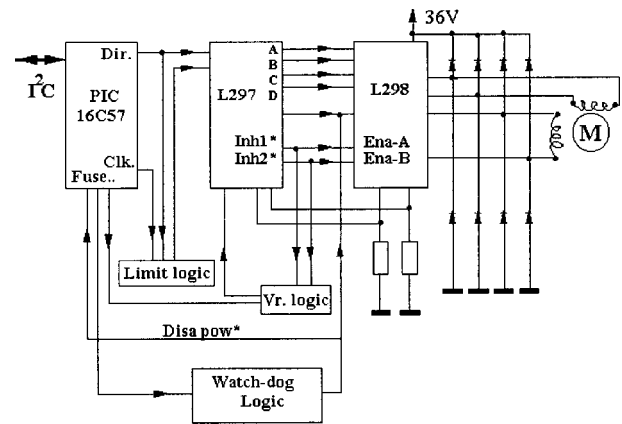 36V
Dir.
I²C
PIC
16C57
Clk.
Fuse..
A
B
C
D
L297
Inh1*
Inh2*
L298
Ena-A
Ena-B
M
Limit logic
Vr. logic
Disa pow*
Watch-dog
Logic